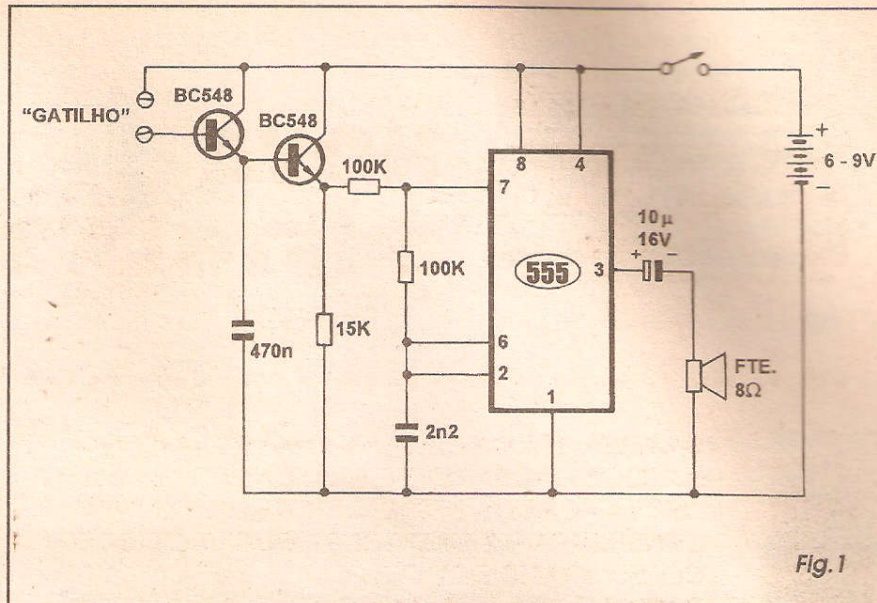 BC548
"GATILHO"
BC548
100K
8
4
+
6 - 9V
−
7
10µ
16V
+ −
100K
555
3
15K
6
470n
2
FTE.
8Ω
1
2n2
Fig.1